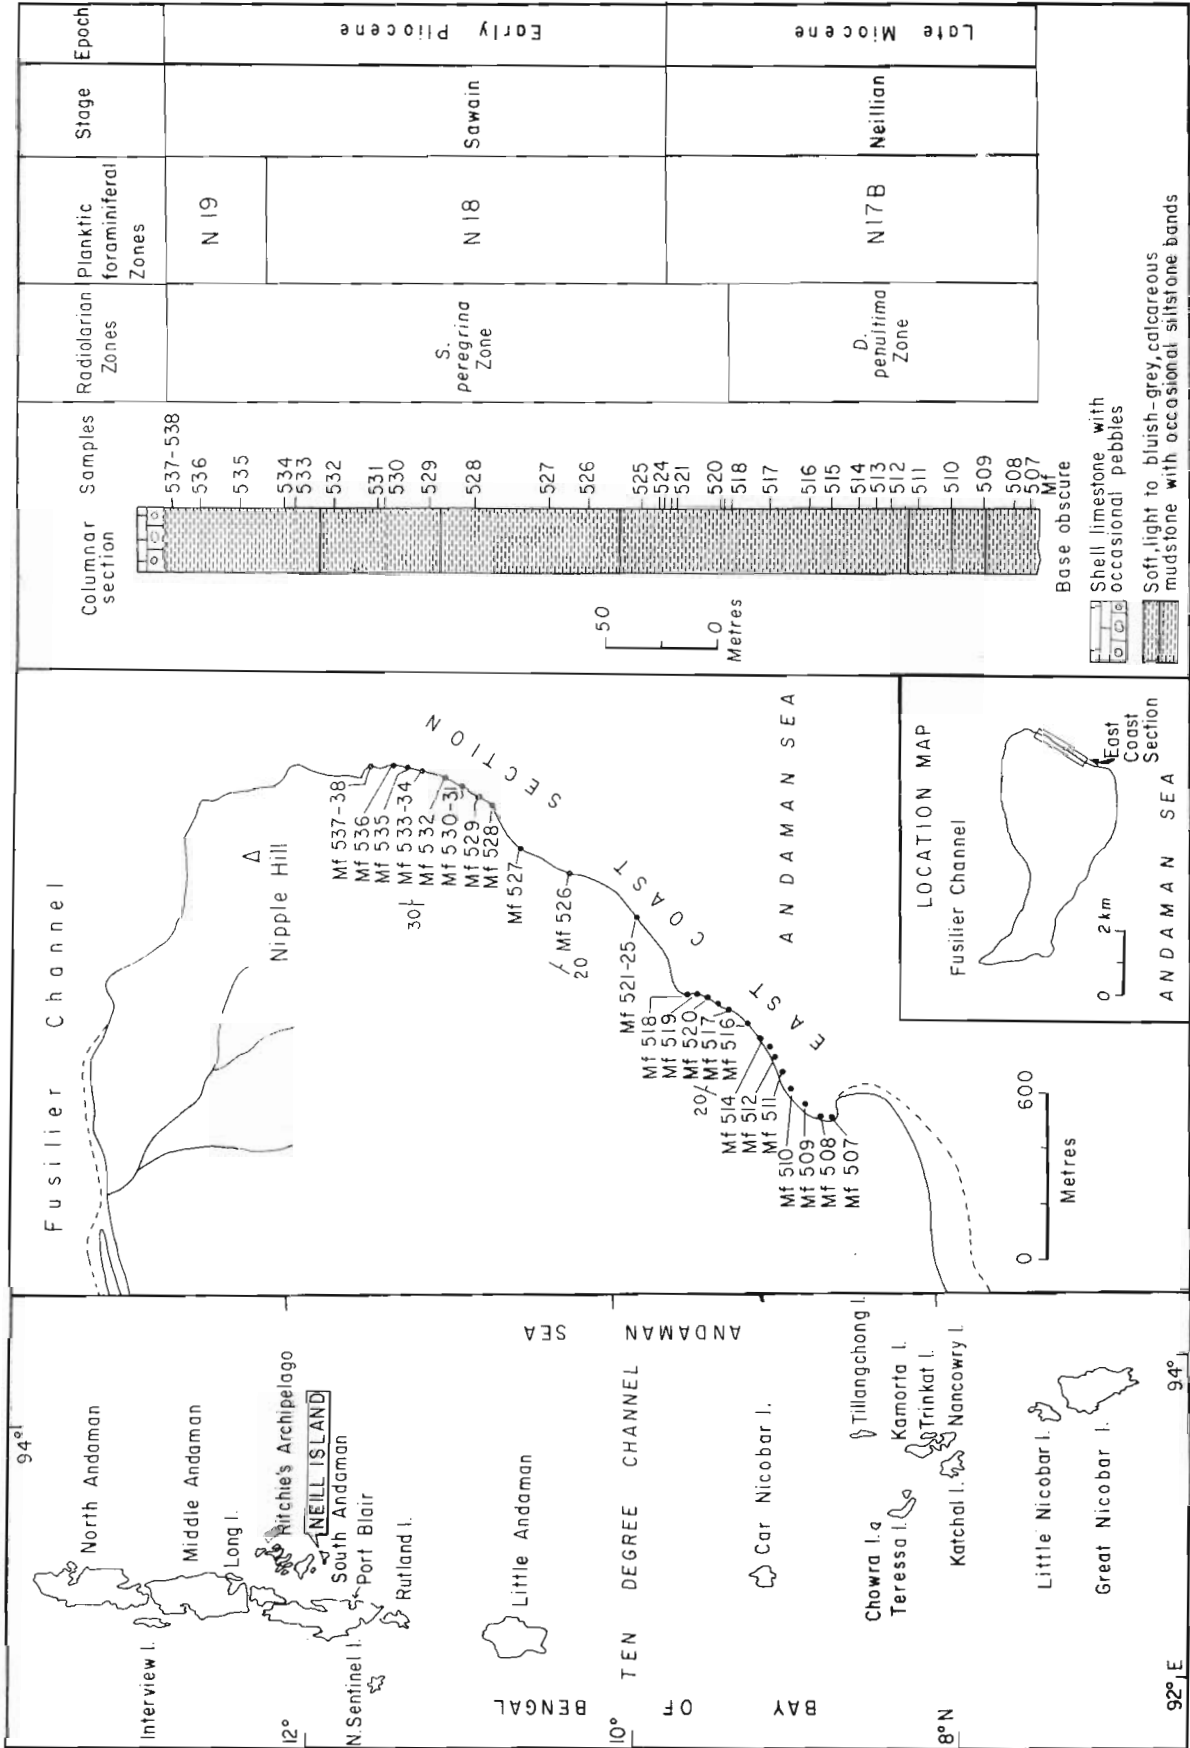 94°
North Andaman
Middle Andaman
Long I.
Ritchie's Archipelago
NEILL ISLAND
South Andaman
Port Blair
Rutland I.
Interview I.
N. Sentinel I.
12°
Little Andaman
10°
TEN DEGREE CHANNEL
ANDAMAN SEA
BAY OF BENGAL
Car Nicobar I.
Chowra I.
Teressa I.
Tillangchong I.
Kamorta I.
Trinkat I.
Nancowry I.
Katchal I.
Little Nicobar I.
Great Nicobar I.
8°N
92°E
94°
Fusilier Channel
Nipple Hill
Mf 537-38
Mf 536
Mf 535
Mf 533-34
Mf 532
Mf 530-31
Mf 529
Mf 528
30
Mf 527
Mf 526
20
Mf 521-25
Mf 518
Mf 519
Mf 520
Mf 517
Mf 516
20
Mf 514
Mf 512
Mf 511
Mf 510
Mf 509
Mf 508
Mf 507
EAST COAST SECTION
ANDAMAN SEA
0 600
Metres
LOCATION MAP
Fusilier Channel
East
Coast
Section
0 2 km
ANDAMAN SEA
Columnar
section
Samples
Radiolarian
Zones
Planktic
foraminiferal
Zones
Stage
Epoch
537-538
536
535
534
533
532
531
530
529
528
527
526
525
524
521
520
518
517
516
515
514
513
512
511
510
509
508
507
Mf
Base obscure
50
0
Metres
S.
peregrina
Zone
D.
penultima
Zone
N 19
N 18
N17B
Sawain
Neillian
Early Pliocene
Late Miocene
Shell limestone with
occasional pebbles
Soft, light to bluish-grey, calcareous
mudstone with occasional siltstone bands